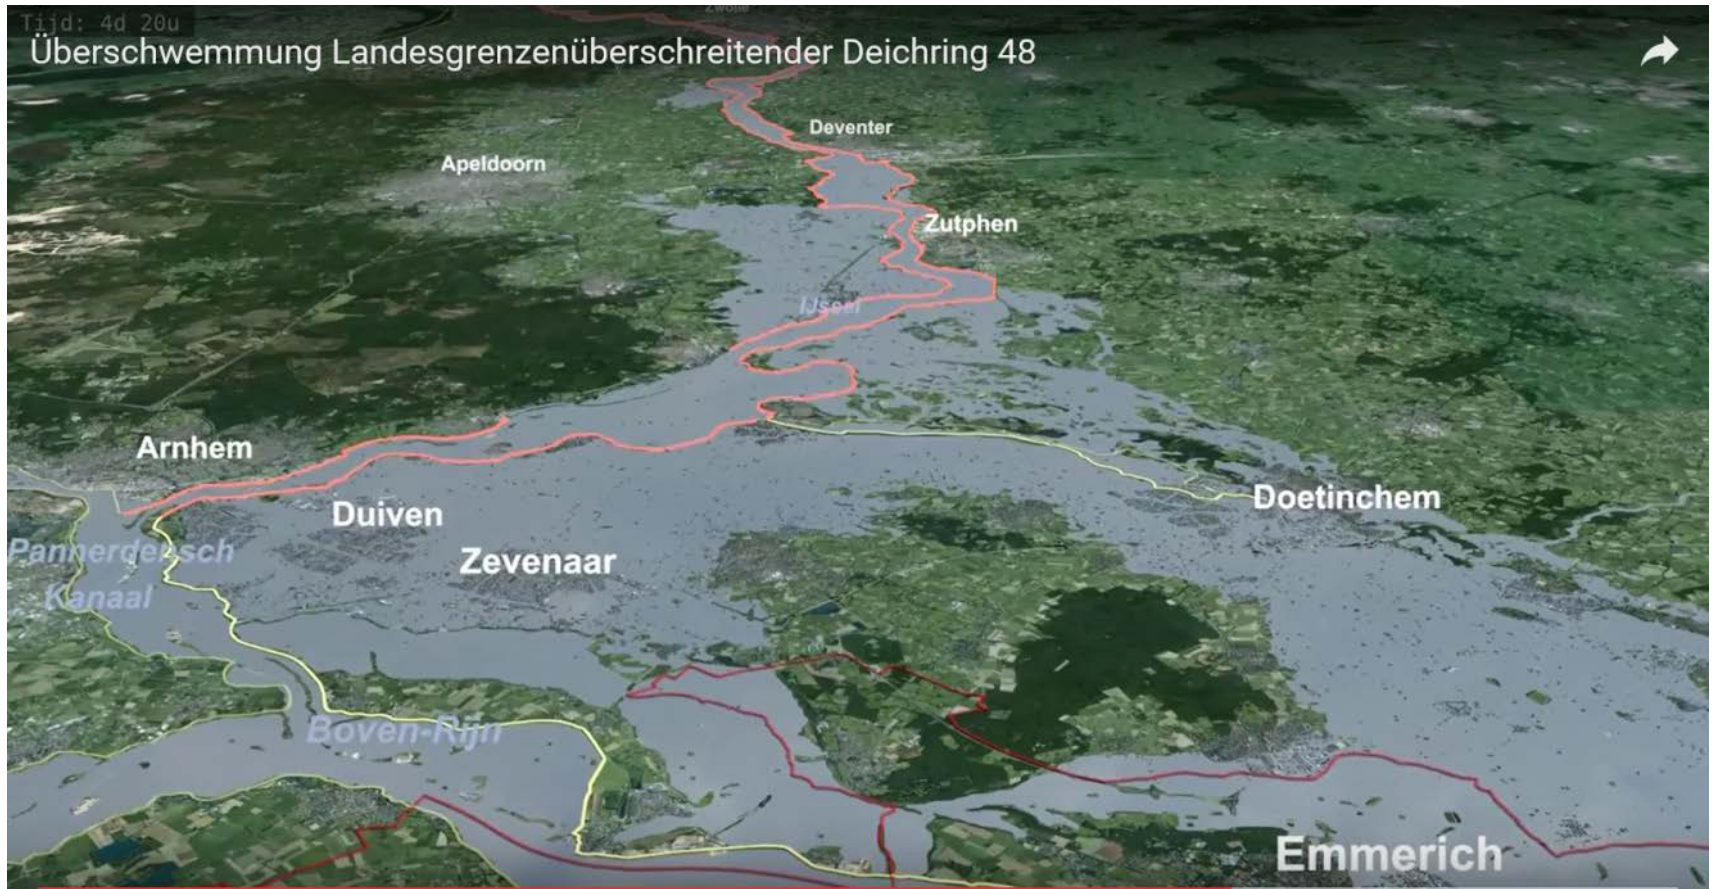 Zwolle
Tijd: 4d 20u
Überschwemmung Landesgrenzenüberschreitender Deichring 48
Deventer
Apeldoorn
Zutphen
IJssel
Arnhem
Doetinchem
Duiven
Pannerdensch
Kanaal
Zevenaar
Boven-Rijn
Emmerich